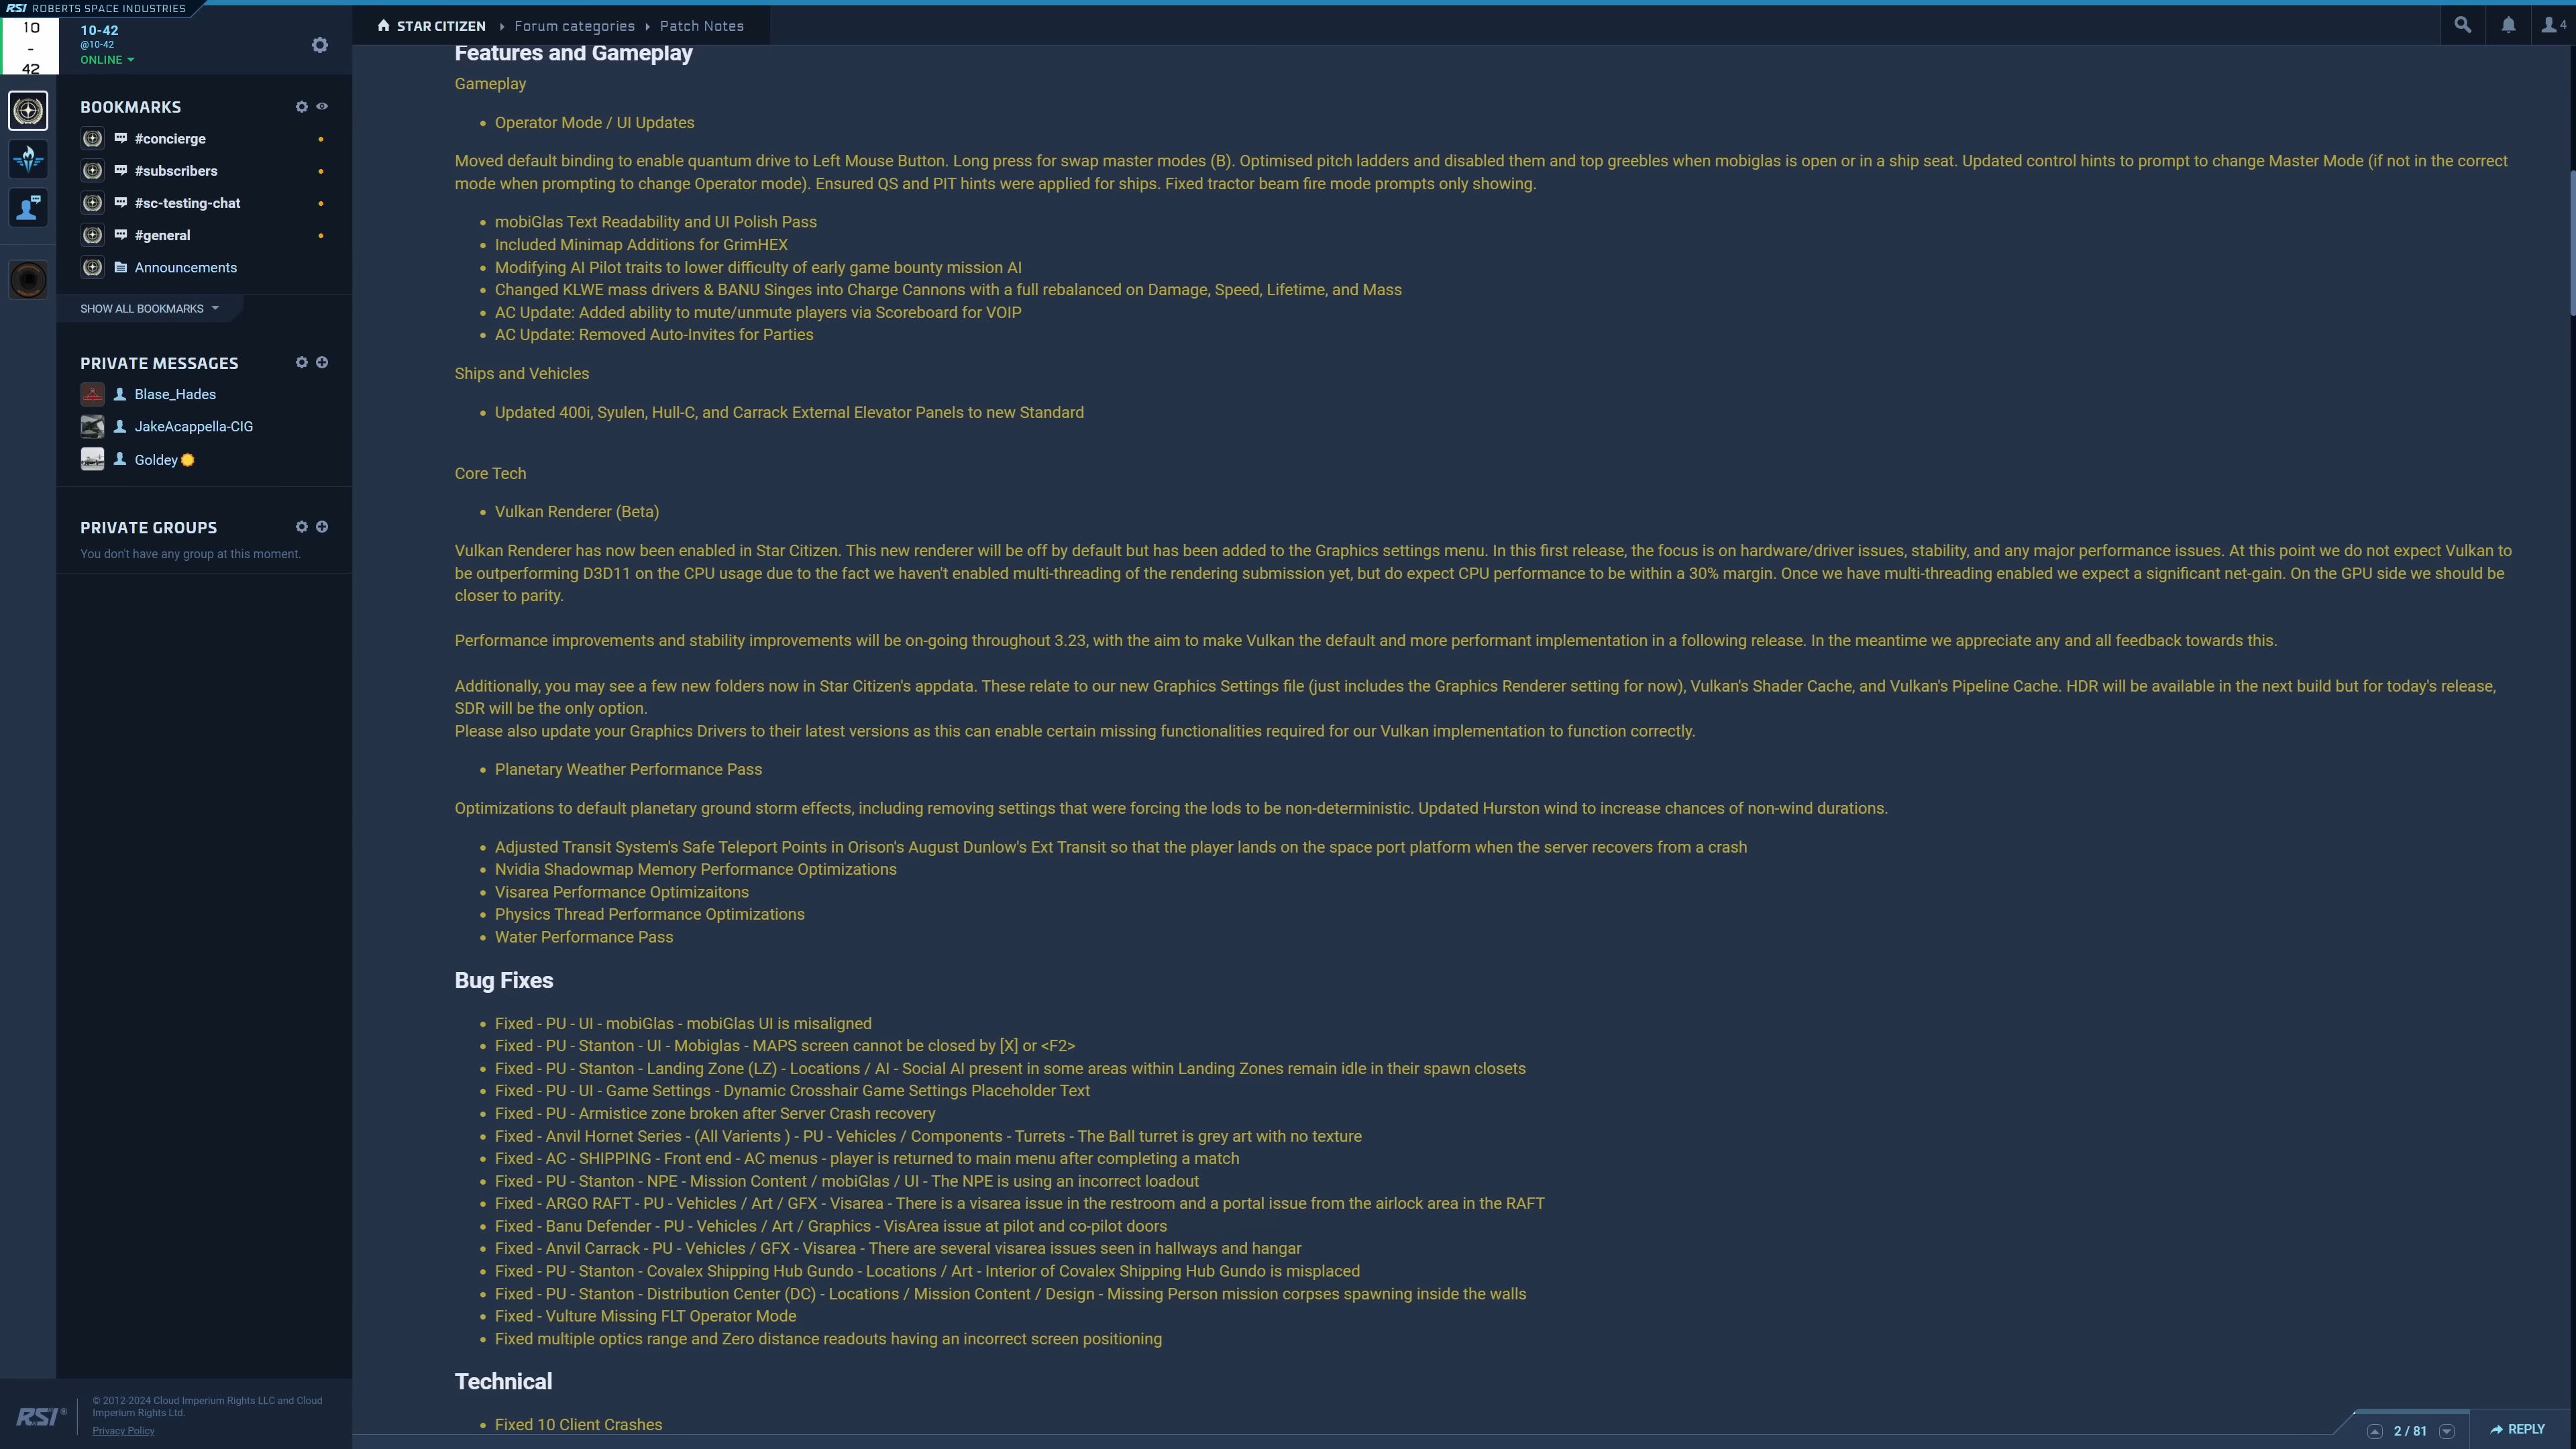 RSI ROBERTS SPACE INDUSTRIES
10
-
42
10-42
@10-42
ONLINE
BOOKMARKS
#concierge
#subscribers
#sc-testing-chat
#general
Announcements
SHOW ALL BOOKMARKS
PRIVATE MESSAGES
Blase_Hades
JakeAcappella-CIG
Goldey
PRIVATE GROUPS
You don't have any group at this moment.
RSI
© 2012-2024 Cloud Imperium Rights LLC and Cloud
Imperium Rights Ltd.
Privacy Policy
STAR CITIZEN Forum categories Patch Notes
4
Features and Gameplay
Gameplay
Operator Mode / UI Updates
Moved default binding to enable quantum drive to Left Mouse Button. Long press for swap master modes (B). Optimised pitch ladders and disabled them and top greebles when mobiglas is open or in a ship seat. Updated control hints to prompt to change Master Mode (if not in the correct
mode when prompting to change Operator mode). Ensured QS and PIT hints were applied for ships. Fixed tractor beam fire mode prompts only showing.
mobiGlas Text Readability and UI Polish Pass
Included Minimap Additions for GrimHEX
Modifying AI Pilot traits to lower difficulty of early game bounty mission AI
Changed KLWE mass drivers & BANU Singes into Charge Cannons with a full rebalanced on Damage, Speed, Lifetime, and Mass
AC Update: Added ability to mute/unmute players via Scoreboard for VOIP
AC Update: Removed Auto-Invites for Parties
Ships and Vehicles
Updated 400i, Syulen, Hull-C, and Carrack External Elevator Panels to new Standard
Core Tech
Vulkan Renderer (Beta)
Vulkan Renderer has now been enabled in Star Citizen. This new renderer will be off by default but has been added to the Graphics settings menu. In this first release, the focus is on hardware/driver issues, stability, and any major performance issues. At this point we do not expect Vulkan to
be outperforming D3D11 on the CPU usage due to the fact we haven't enabled multi-threading of the rendering submission yet, but do expect CPU performance to be within a 30% margin. Once we have multi-threading enabled we expect a significant net-gain. On the GPU side we should be
closer to parity.
Performance improvements and stability improvements will be on-going throughout 3.23, with the aim to make Vulkan the default and more performant implementation in a following release. In the meantime we appreciate any and all feedback towards this.
Additionally, you may see a few new folders now in Star Citizen's appdata. These relate to our new Graphics Settings file (just includes the Graphics Renderer setting for now), Vulkan's Shader Cache, and Vulkan's Pipeline Cache. HDR will be available in the next build but for today's release,
SDR will be the only option.
Please also update your Graphics Drivers to their latest versions as this can enable certain missing functionalities required for our Vulkan implementation to function correctly.
Planetary Weather Performance Pass
Optimizations to default planetary ground storm effects, including removing settings that were forcing the lods to be non-deterministic. Updated Hurston wind to increase chances of non-wind durations.
Adjusted Transit System's Safe Teleport Points in Orison's August Dunlow's Ext Transit so that the player lands on the space port platform when the server recovers from a crash
Nvidia Shadowmap Memory Performance Optimizations
Visarea Performance Optimizaitons
Physics Thread Performance Optimizations
Water Performance Pass
Bug Fixes
Fixed - PU - UI - mobiGlas - mobiGlas UI is misaligned
Fixed - PU - Stanton - UI - Mobiglas - MAPS screen cannot be closed by [X] or <F2>
Fixed - PU - Stanton - Landing Zone (LZ) - Locations / AI - Social AI present in some areas within Landing Zones remain idle in their spawn closets
Fixed - PU - UI - Game Settings - Dynamic Crosshair Game Settings Placeholder Text
Fixed - PU - Armistice zone broken after Server Crash recovery
Fixed - Anvil Hornet Series - (All Varients ) - PU - Vehicles / Components - Turrets - The Ball turret is grey art with no texture
Fixed - AC - SHIPPING - Front end - AC menus - player is returned to main menu after completing a match
Fixed - PU - Stanton - NPE - Mission Content / mobiGlas / UI - The NPE is using an incorrect loadout
Fixed - ARGO RAFT - PU - Vehicles / Art / GFX - Visarea - There is a visarea issue in the restroom and a portal issue from the airlock area in the RAFT
Fixed - Banu Defender - PU - Vehicles / Art / Graphics - VisArea issue at pilot and co-pilot doors
Fixed - Anvil Carrack - PU - Vehicles / GFX - Visarea - There are several visarea issues seen in hallways and hangar
Fixed - PU - Stanton - Covalex Shipping Hub Gundo - Locations / Art - Interior of Covalex Shipping Hub Gundo is misplaced
Fixed - PU - Stanton - Distribution Center (DC) - Locations / Mission Content / Design - Missing Person mission corpses spawning inside the walls
Fixed - Vulture Missing FLT Operator Mode
Fixed multiple optics range and Zero distance readouts having an incorrect screen positioning
Technical
Fixed 10 Client Crashes
2 / 81
REPLY